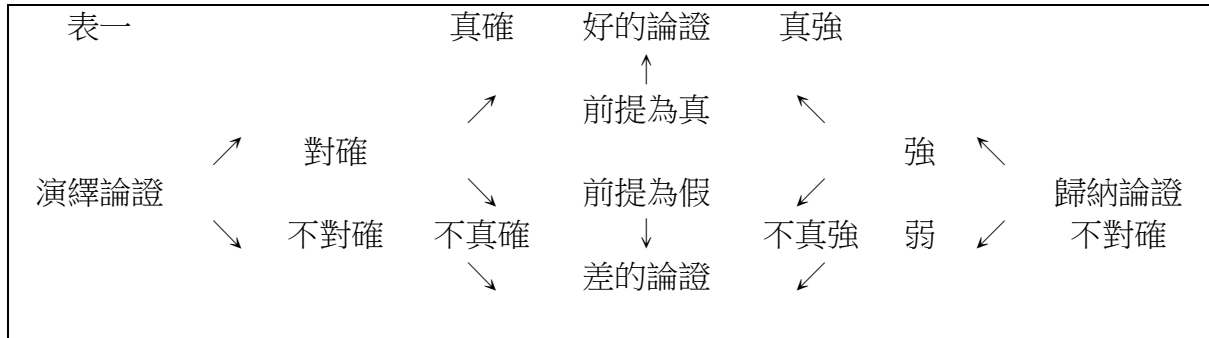 表一 真確 好的論證 真強
↑
↗ 前提為真 ↖
↗ 對確 強 ↖
演繹論證 ↘ 前提為假 ↙ 歸納論證
↘ 不對確 不真確 ↓ 不真強 弱 ↙ 不對確
↘ 差的論證 ↙